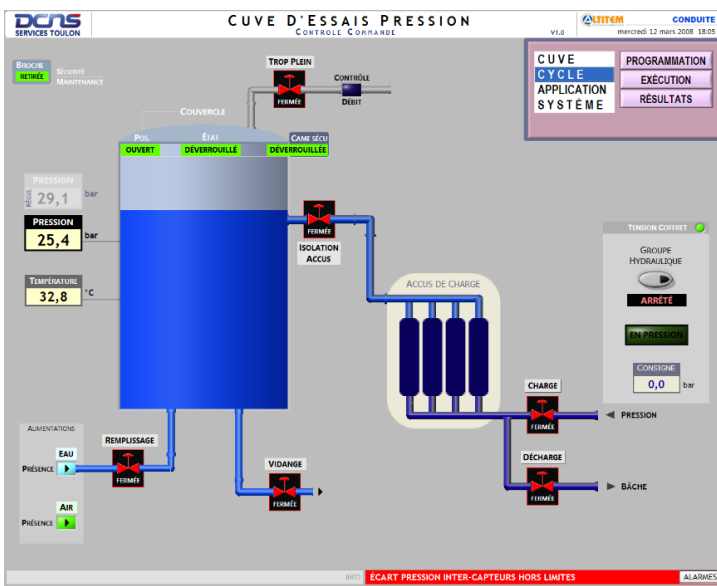 DCNS
SERVICES TOULON
CUVE D'ESSAIS PRESSION
CONTROLE COMMANDE
V1.0
ALTITEM
CONDUITE
mercredi 12 mars 2008 18:05
BROCHE
RETIRÉE
SÉCURITÉ
MAINTENANCE
TROP PLEIN
FERMÉE
CONTRÔLE
DÉBIT
CUVE
CYCLE
APPLICATION
SYSTÈME
PROGRAMMATION
EXÉCUTION
RÉSULTATS
COUVERCLE
POS. ÉTAT CAME SÉCU
OUVERT DÉVERROUILLÉ DÉVERROUILLÉE
PRESSION
RÉGUL 29,1 bar
PRESSION
25,4 bar
TEMPÉRATURE
32,8 °C
FERMÉE
ISOLATION
ACCUS
ACCUS DE CHARGE
TENSION COFFRET
GROUPE
HYDRAULIQUE
ARRÊTÉ
EN PRESSION
CONSIGNE
0,0 bar
CHARGE
FERMÉE
PRESSION
DÉCHARGE
FERMÉE
BÂCHE
ALIMENTATIONS
EAU
PRÉSENCE
AIR
PRÉSENCE
REMPLISSAGE
FERMÉE
VIDANGE
FERMÉE
INFO
ÉCART PRESSION INTER-CAPTEURS HORS LIMITES
ALARMES